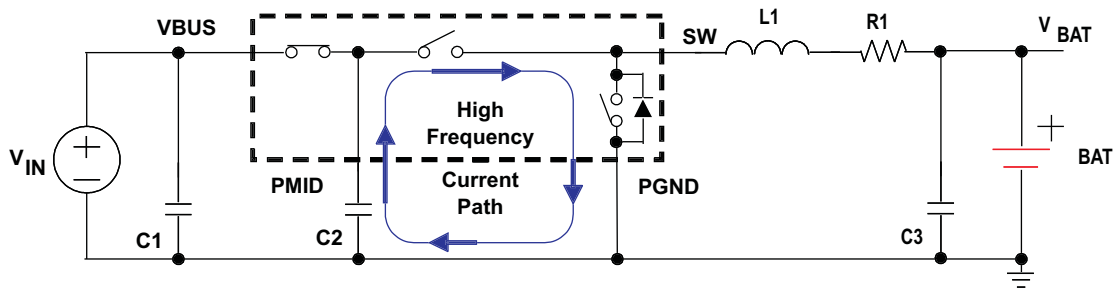 VBUS
SW
L1
R1
V BAT
High
Frequency
Current
Path
V IN
+
−
PMID
PGND
+
BAT
C1
C2
C3